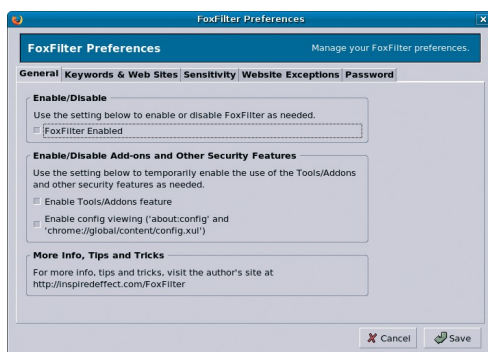 FoxFilter Preferences
FoxFilter Preferences
Manage your FoxFilter preferences.
General Keywords & Web Sites Sensitivity Website Exceptions Password
Enable/Disable
Use the setting below to enable or disable FoxFilter as needed.
FoxFilter Enabled
Enable/Disable Add-ons and Other Security Features
Use the setting below to temporarily enable the use of the Tools/Addons
and other security features as needed.
Enable Tools/Addons feature
Enable config viewing ('about:config' and
'chrome://global/content/config.xul')
More Info, Tips and Tricks
For more info, tips and tricks, visit the author's site at
http://inspiredeffect.com/FoxFilter
Cancel Save